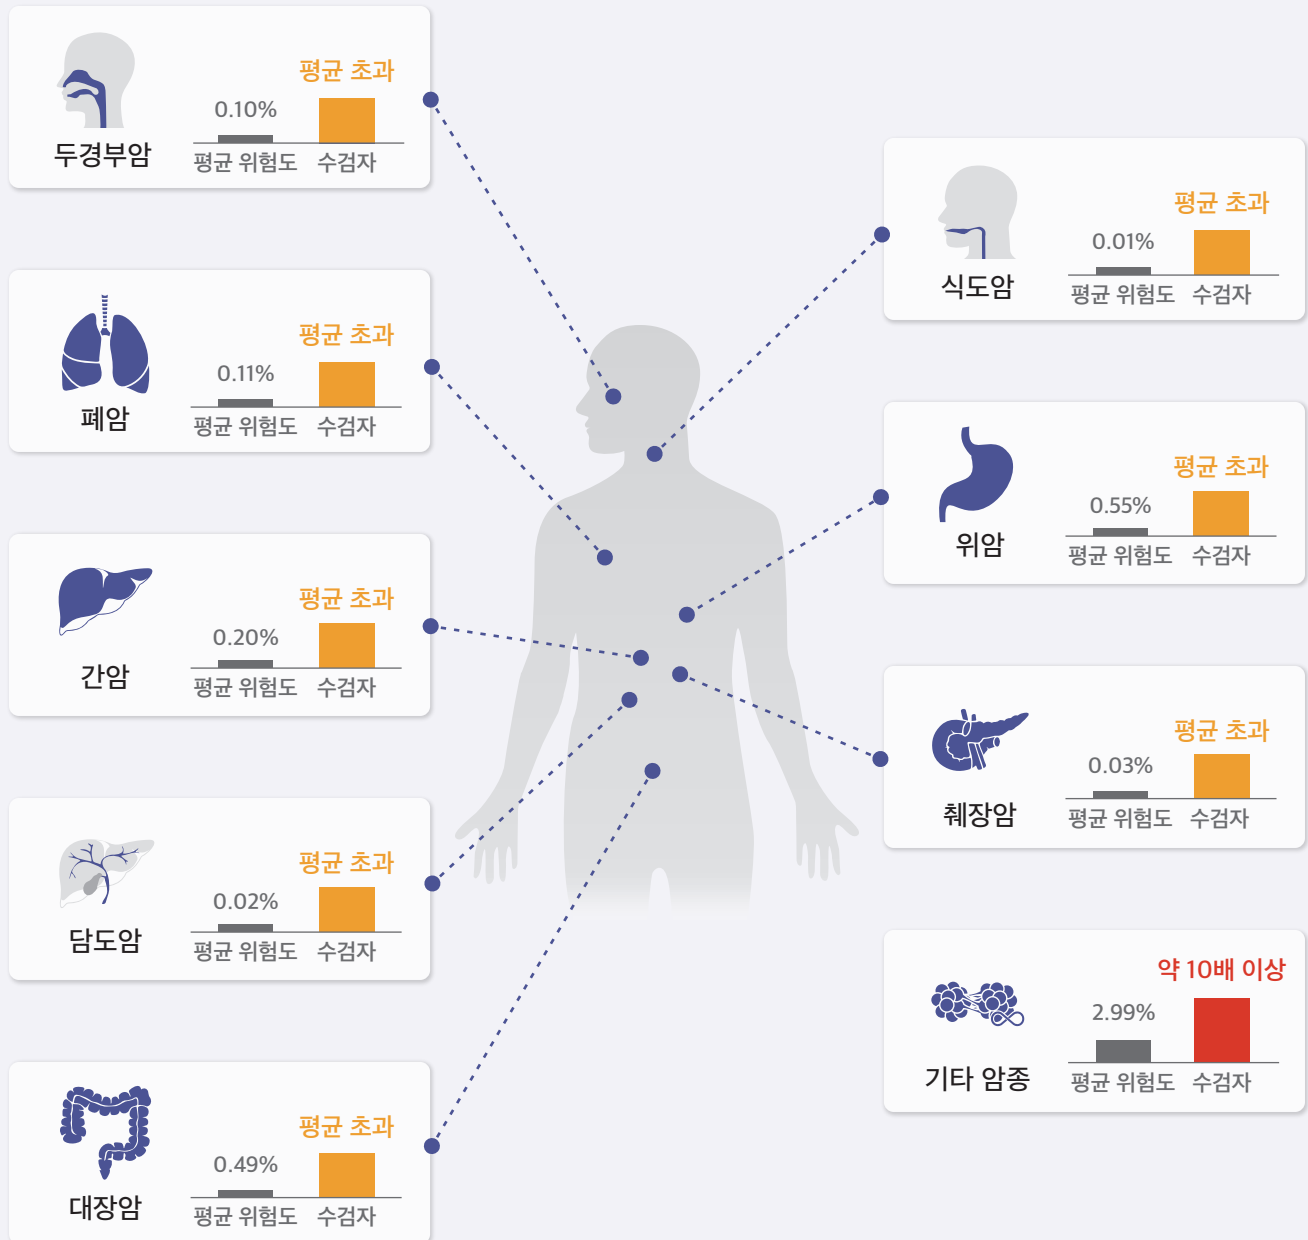 평균 초과
0.10%
두경부암
평균 위험도 수검자
평균 초과
0.11%
폐암
평균 위험도 수검자
평균 초과
0.20%
간암
평균 위험도 수검자
평균 초과
0.02%
담도암
평균 위험도 수검자
평균 초과
0.49%
대장암
평균 위험도 수검자
평균 초과
0.01%
식도암
평균 위험도 수검자
평균 초과
0.55%
위암
평균 위험도 수검자
평균 초과
0.03%
췌장암
평균 위험도 수검자
약 10배 이상
2.99%
기타 암종
평균 위험도 수검자